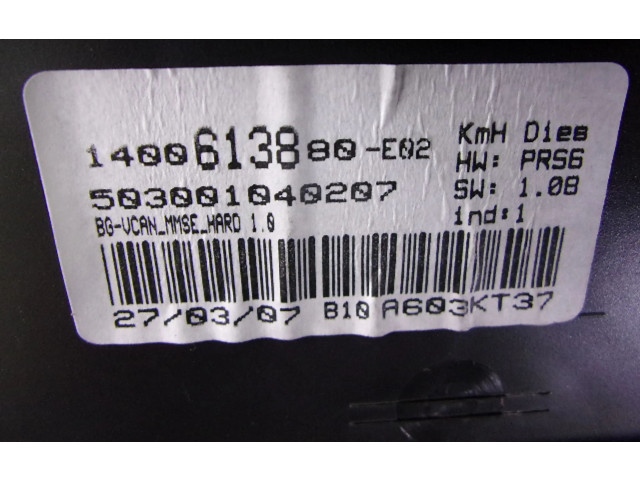 1400613880-E02
503001040207
BG-VCAN_MMSE_HARD 1.0
KmH Dies
HW: PRS6
SW: 1.08
ind:1
27/03/07 B10 A603KT37